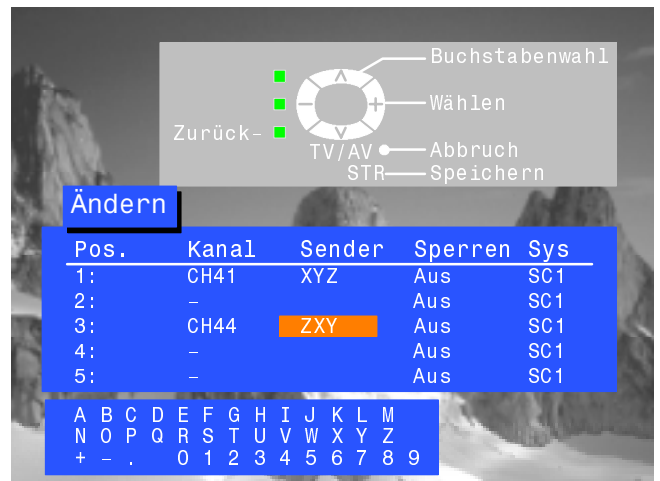 Buchstabenwahl
− + Wählen
Zurück–
TV/AV Abbruch
STR Speichern
Ändern
Pos. Kanal Sender Sperren Sys
1: CH41 XYZ Aus SC1
2: – Aus SC1
3: CH44 ZXY Aus SC1
4: – Aus SC1
5: – Aus SC1
A B C D E F G H I J K L M
N O P Q R S T U V W X Y Z
+ – . 0 1 2 3 4 5 6 7 8 9